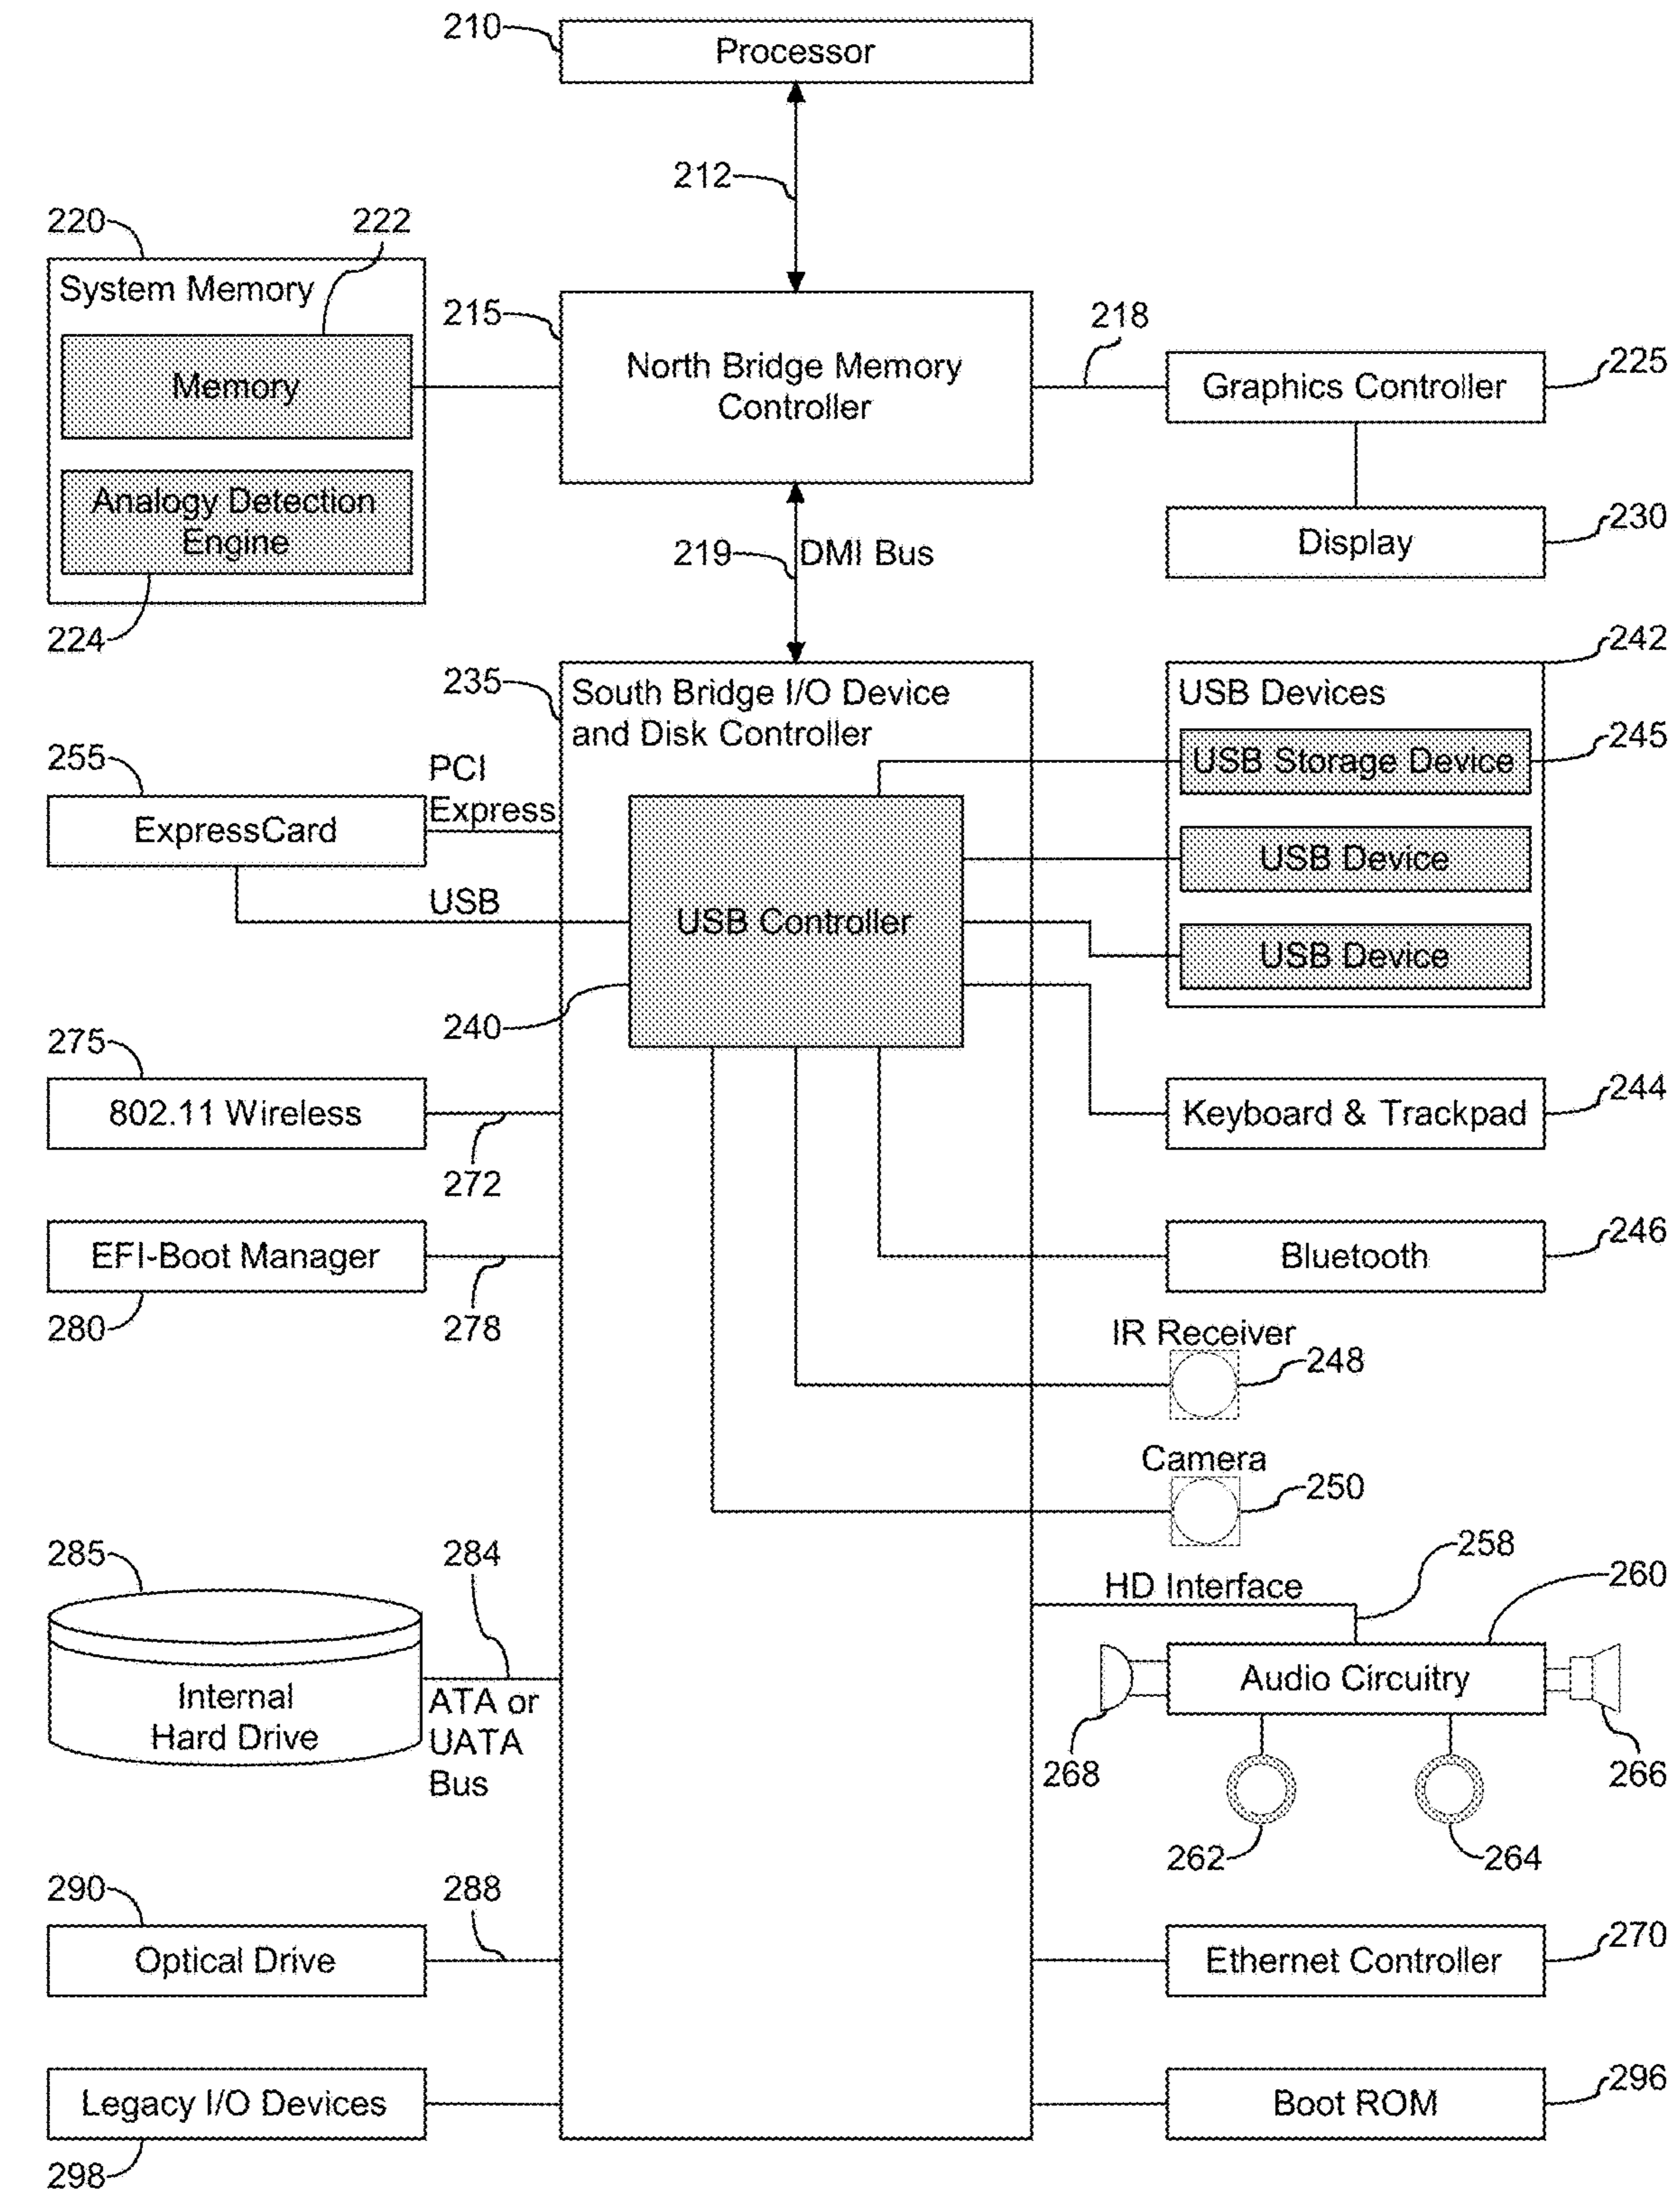 210
Processor
212
220
222
System Memory
215
218
North Bridge Memory
Controller
225
Graphics Controller
Memory
Analogy Detection
Engine
224
219
DMI Bus
230
Display
235
South Bridge I/O Device
and Disk Controller
242
USB Devices
245
USB Storage Device
USB Device
USB Device
255
PCI
Express
ExpressCard
USB
USB Controller
240
275
802.11 Wireless
272
244
Keyboard & Trackpad
EFI-Boot Manager
280
278
246
Bluetooth
IR Receiver
248
Camera
250
285
284
Internal
Hard Drive
ATA or
UATA
Bus
258
HD Interface
260
Audio Circuitry
268
266
262
264
290
288
Optical Drive
270
Ethernet Controller
Legacy I/O Devices
298
296
Boot ROM